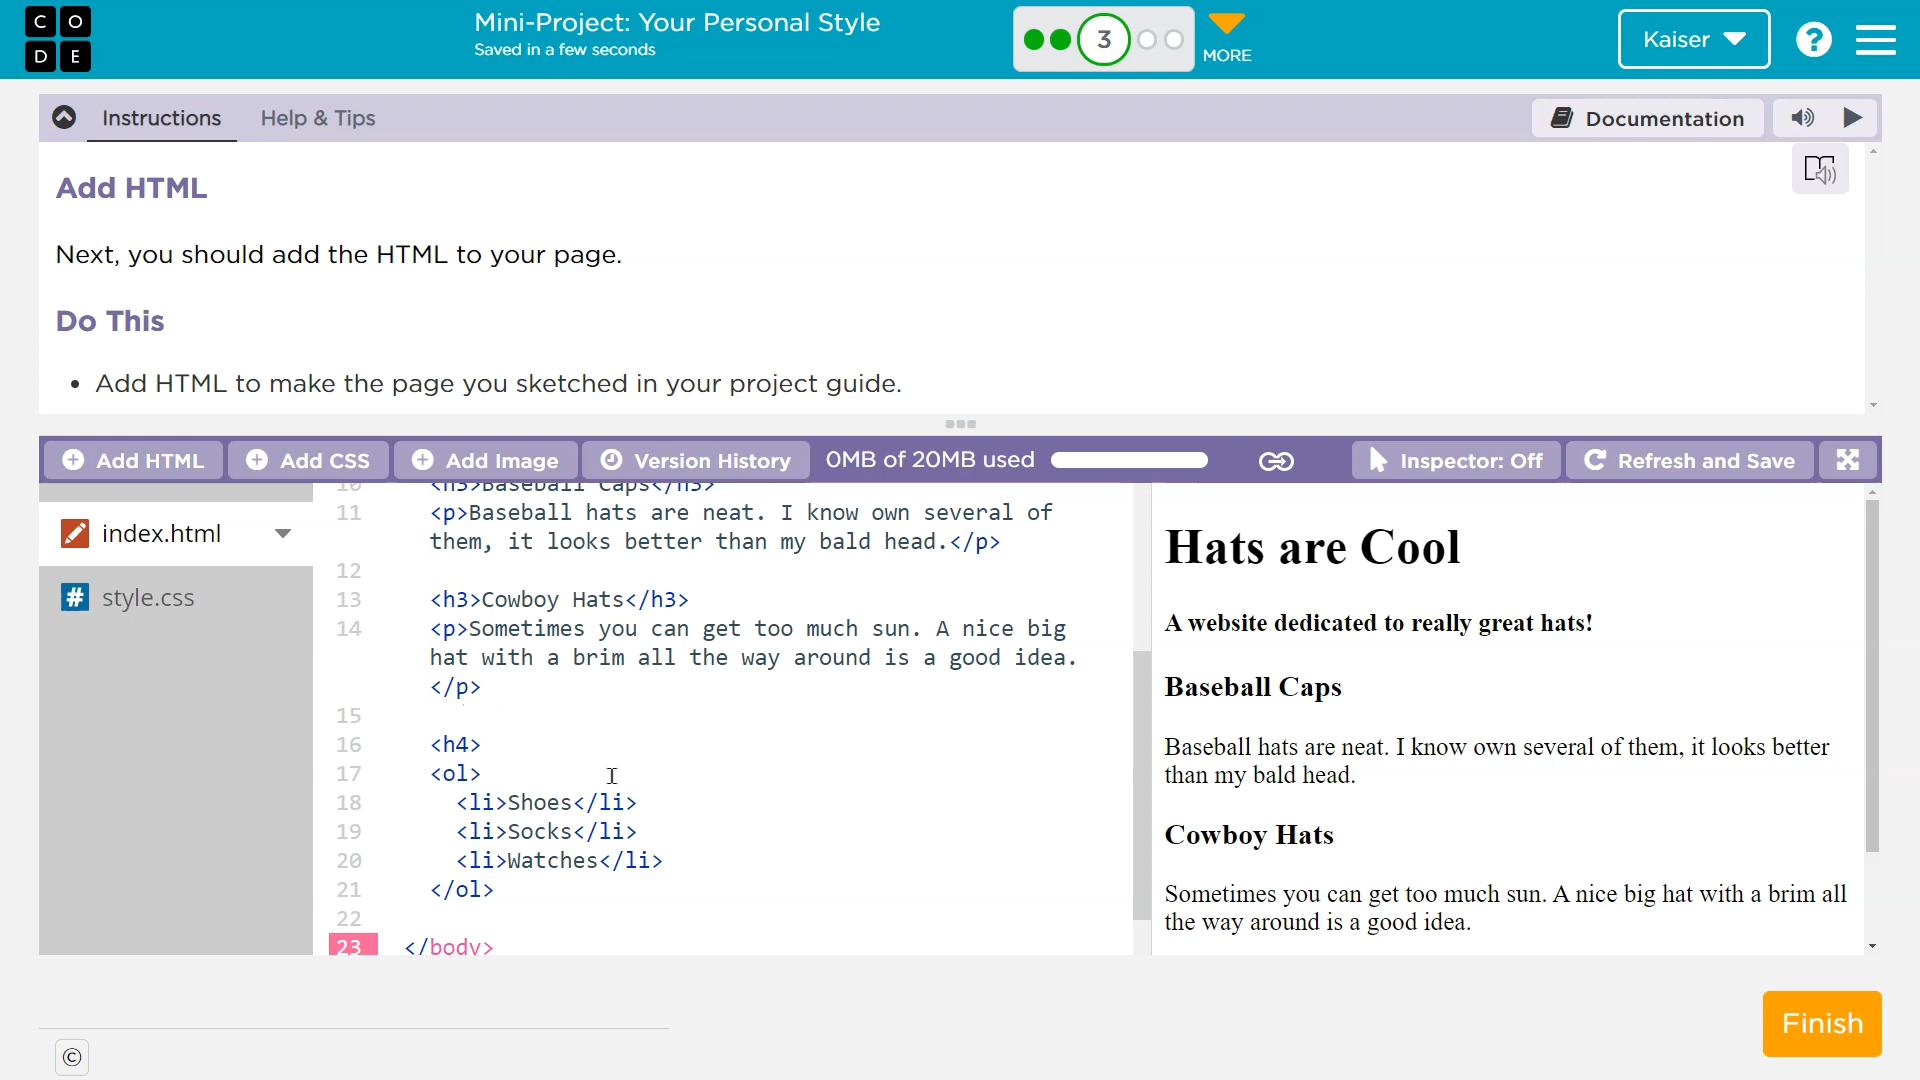 C O
D E
Mini-Project: Your Personal Style
Saved in a few seconds
3
MORE
Kaiser
?
Instructions
Help & Tips
Documentation
Add HTML
Next, you should add the HTML to your page.
Do This
• Add HTML to make the page you sketched in your project guide.
Add HTML
Add CSS
Add Image
Version History
0MB of 20MB used
Inspector: Off
Refresh and Save
index.html
# style.css
10 <h3>Baseball Caps</h3>
11 <p>Baseball hats are neat. I know own several of
them, it looks better than my bald head.</p>
12
13 <h3>Cowboy Hats</h3>
14 <p>Sometimes you can get too much sun. A nice big
hat with a brim all the way around is a good idea.
</p>
15
16 <h4>
17 <ol>
18 <li>Shoes</li>
19 <li>Socks</li>
20 <li>Watches</li>
21 </ol>
22
23 </body>
Hats are Cool
A website dedicated to really great hats!
Baseball Caps
Baseball hats are neat. I know own several of them, it looks better
than my bald head.
Cowboy Hats
Sometimes you can get too much sun. A nice big hat with a brim all
the way around is a good idea.
Finish
©